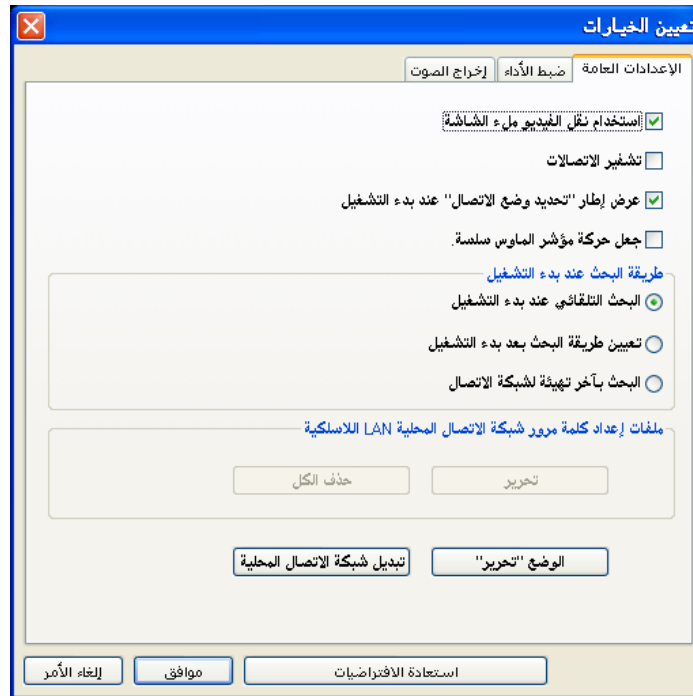 تعيين الخيارات
الإعدادات العامة
ضبط الأداء
إخراج الصوت
استخدام نقل الفيديو ملء الشاشة
تشفير الاتصالات
عرض إطار "تحديد وضع الاتصال" عند بدء التشغيل
جعل حركة مؤشر الماوس سلسة.
طريقة البحث عند بدء التشغيل
البحث التلقائي عند بدء التشغيل
تعيين طريقة البحث بعد بدء التشغيل
البحث بآخر تهيئة لشبكة الاتصال
ملفات إعداد كلمة مرور شبكة الاتصال المحلية LAN اللاسلكية
تحرير
حذف الكل
الوضع "تحرير"
تبديل شبكة الاتصال المحلية
استعادة الافتراضيات
موافق
إلغاء الأمر